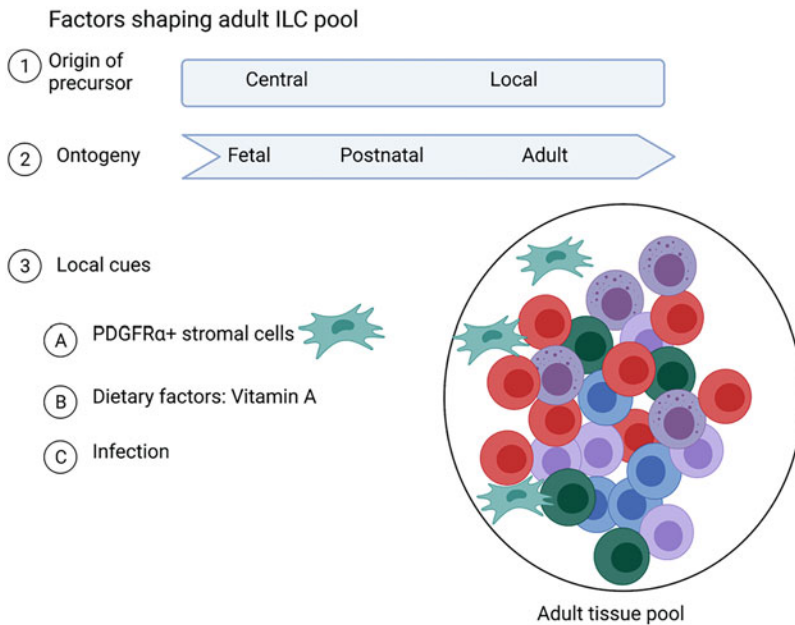 Factors shaping adult ILC pool
1 Origin of
precursor
Central Local
2 Ontogeny
Fetal Postnatal Adult
3 Local cues
A PDGFRα+ stromal cells
B Dietary factors: Vitamin A
C Infection
Adult tissue pool